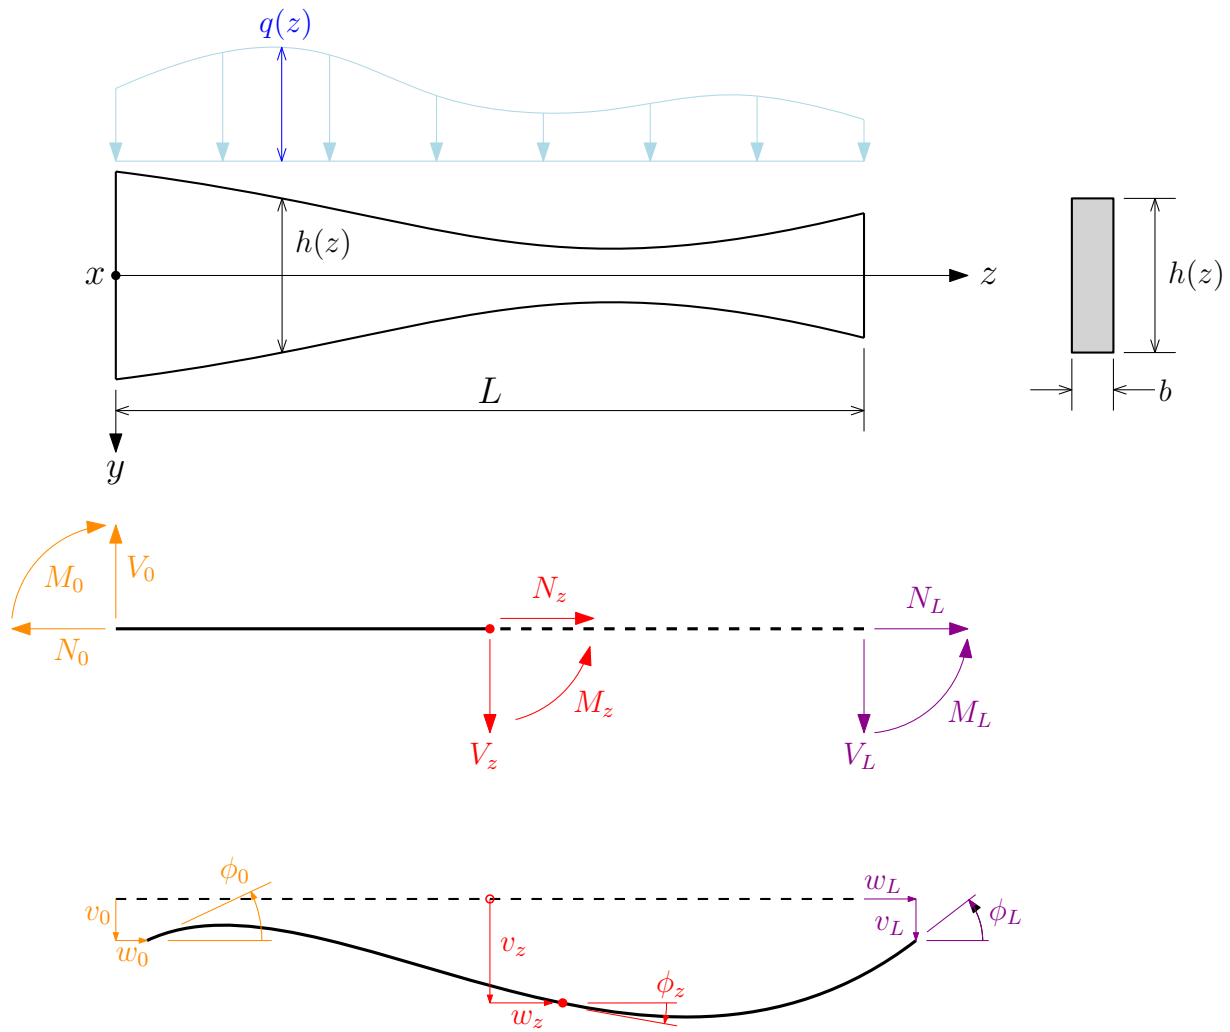 q(z)
h(z)
x
z
h(z)
L
b
y
M_0
V_0
N_0
N_z
M_z
V_z
N_L
M_L
V_L
ϕ_0
v_0
w_0
v_z
w_z
ϕ_z
w_L
v_L
ϕ_L